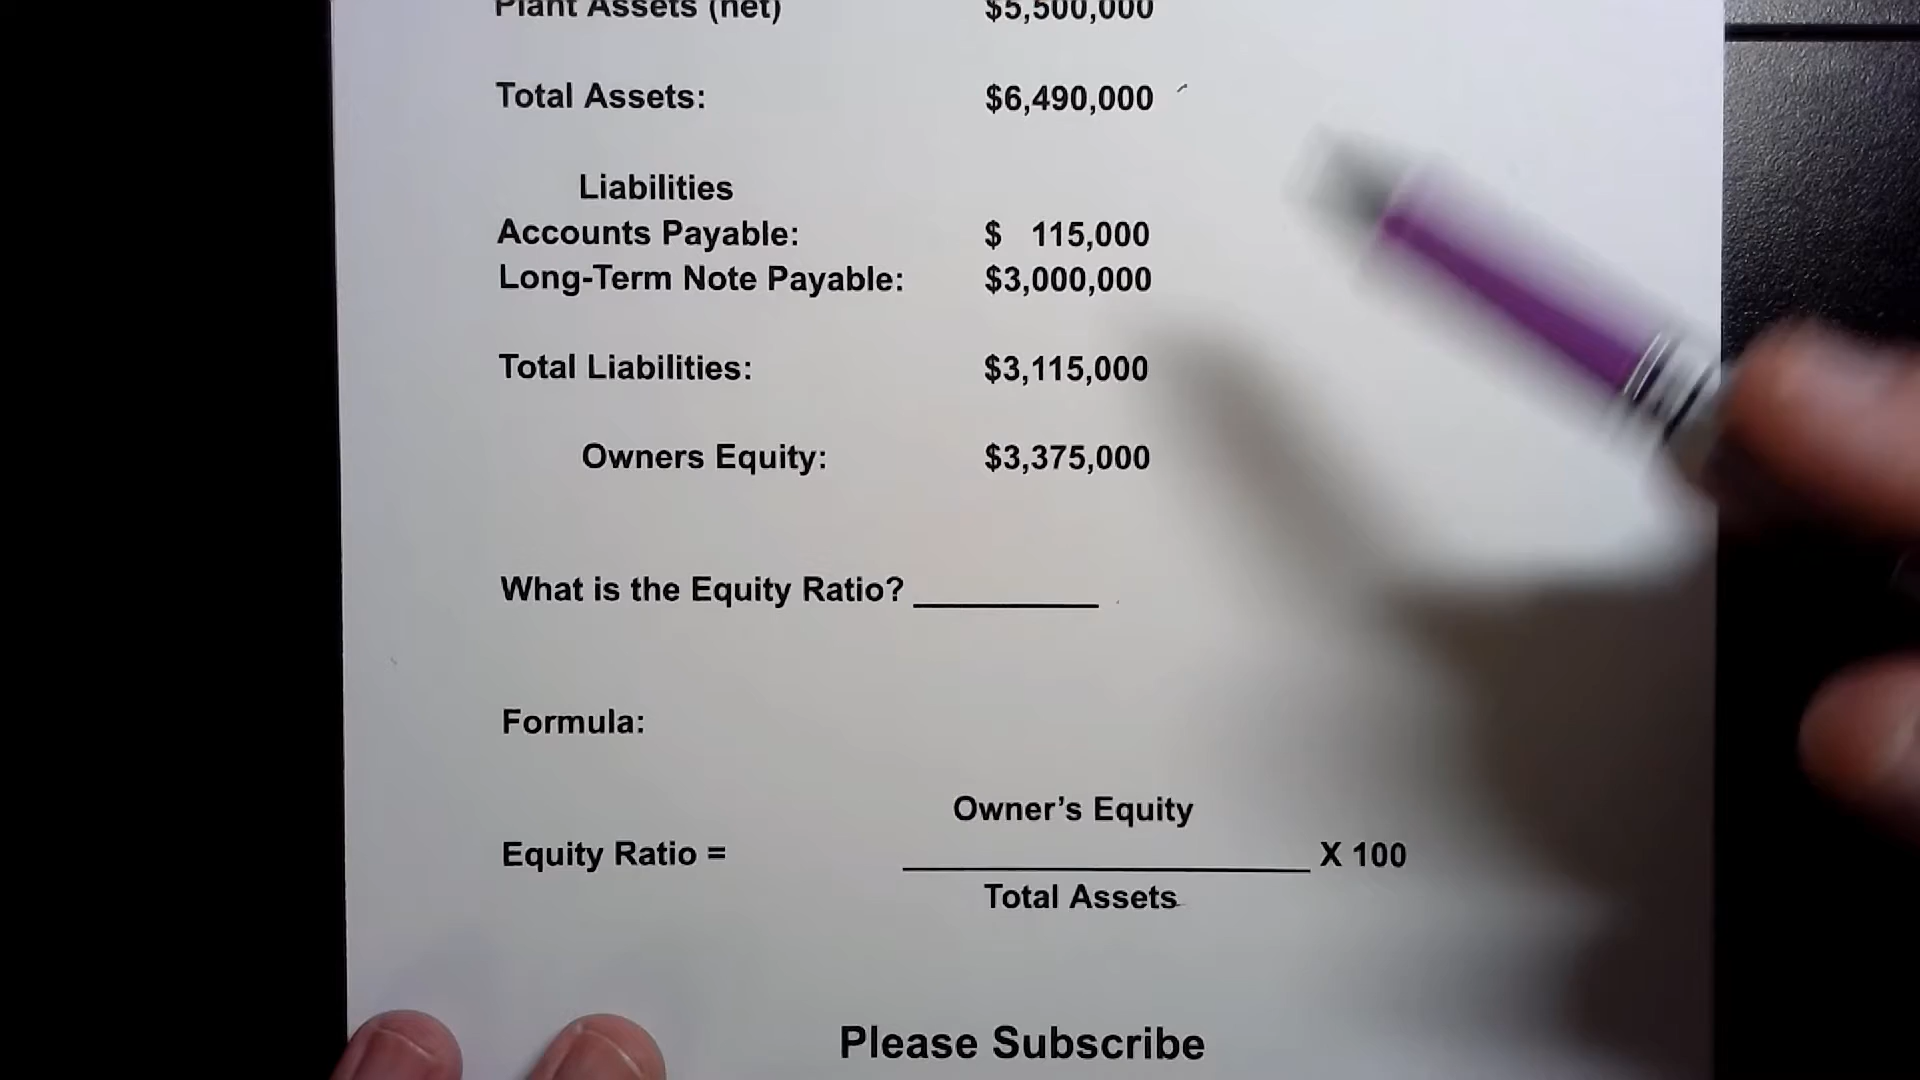 Plant Assets (net) $5,500,000
Total Assets: $6,490,000
Liabilities
Accounts Payable: $ 115,000
Long-Term Note Payable: $3,000,000
Total Liabilities: $3,115,000
Owners Equity: $3,375,000
What is the Equity Ratio? __________
Formula:
Owner’s Equity
Equity Ratio = ______________________ X 100
Total Assets
Please Subscribe